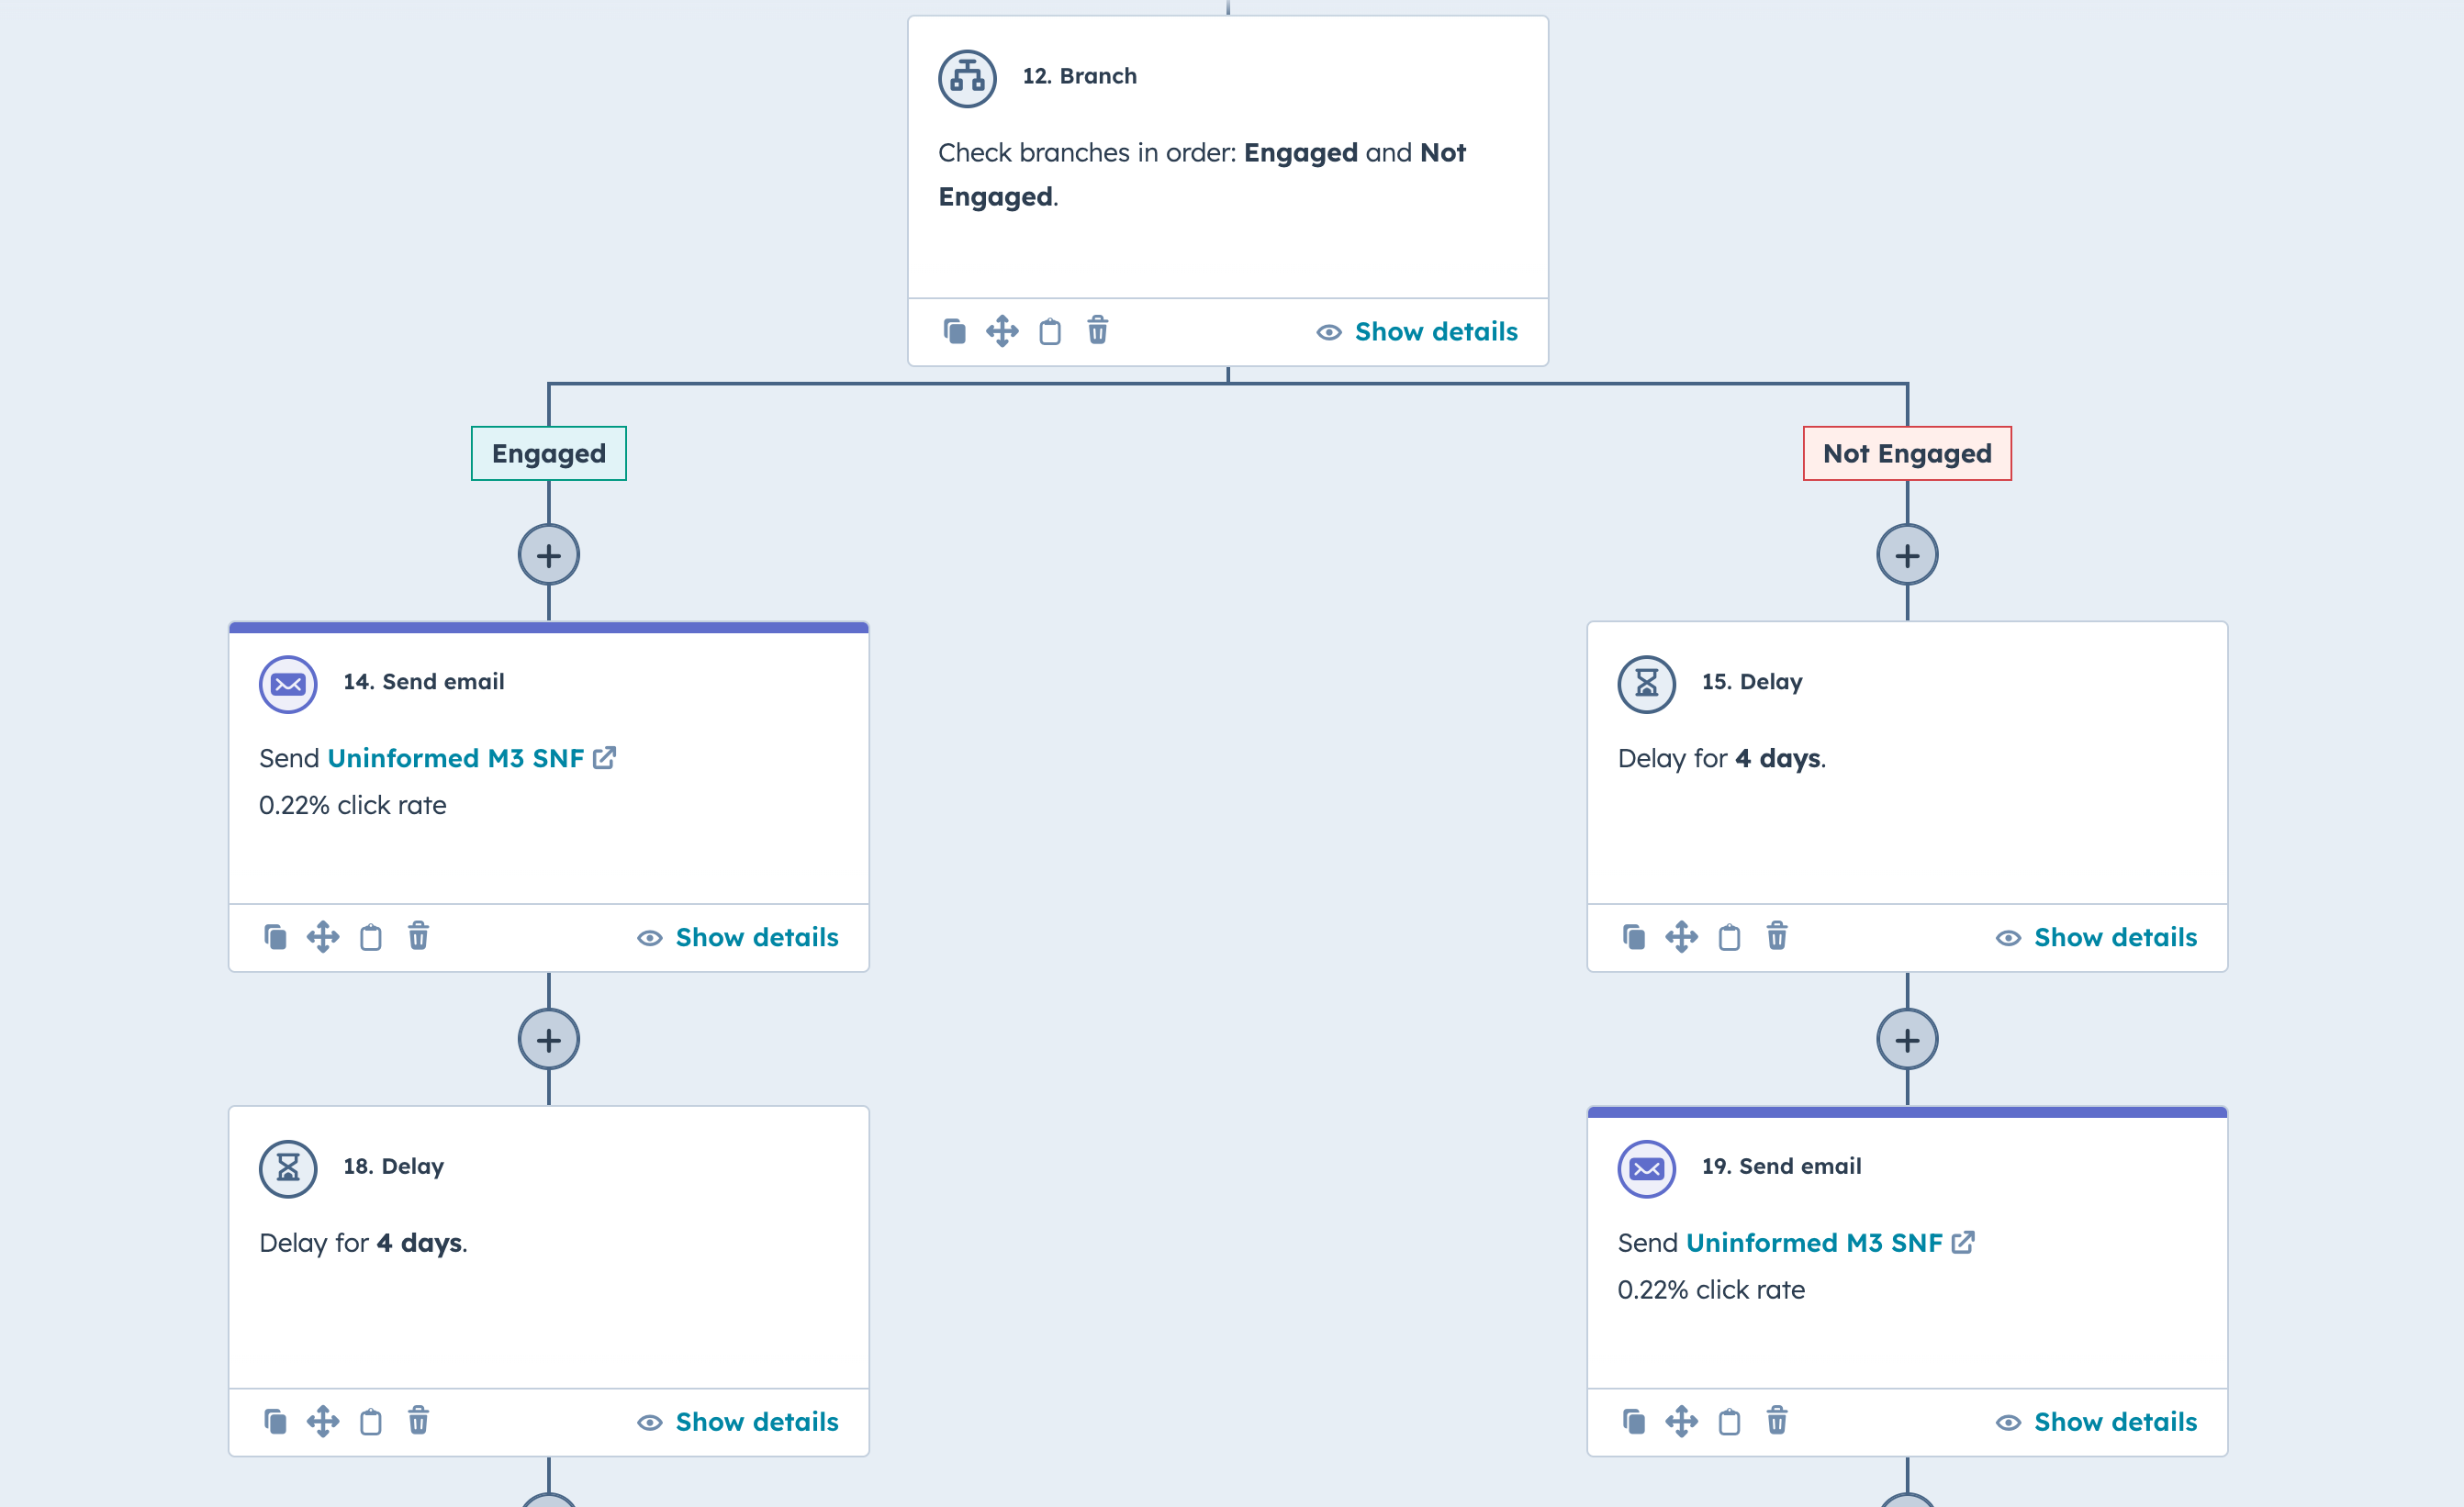 12. Branch
Check branches in order: Engaged and Not
Engaged.
Show details
Engaged
Not Engaged
14. Send email
Send Uninformed M3 SNF
0.22% click rate
Show details
15. Delay
Delay for 4 days.
Show details
18. Delay
Delay for 4 days.
Show details
19. Send email
Send Uninformed M3 SNF
0.22% click rate
Show details